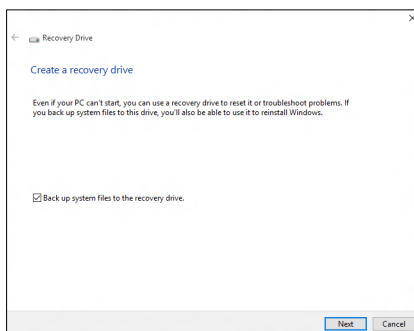 Recovery Drive
Create a recovery drive
Even if your PC can't start, you can use a recovery drive to reset it or troubleshoot problems. If
you back up system files to this drive, you'll also be able to use it to reinstall Windows.
Back up system files to the recovery drive.
Next Cancel